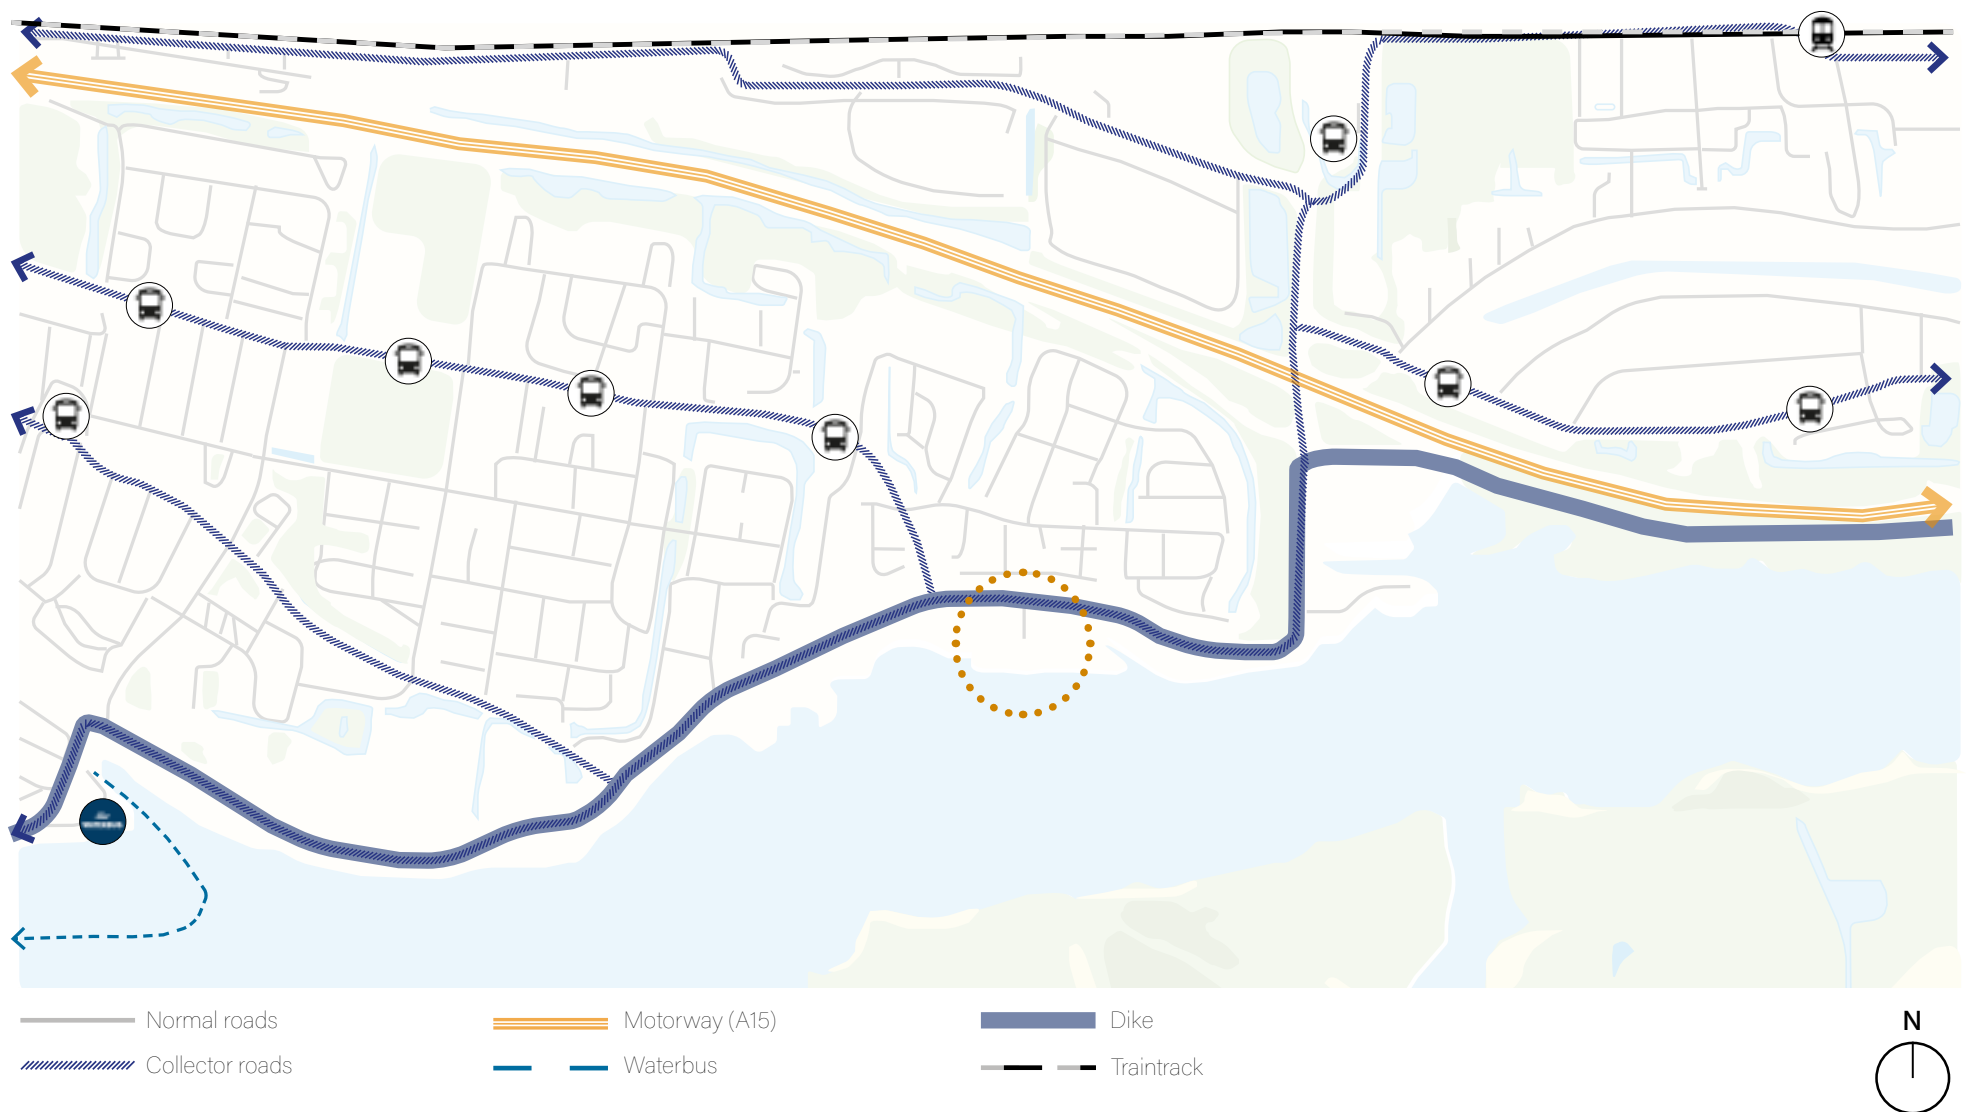 Normal roads
Motorway (A15)
Dike
N
Collector roads
Waterbus
Traintrack